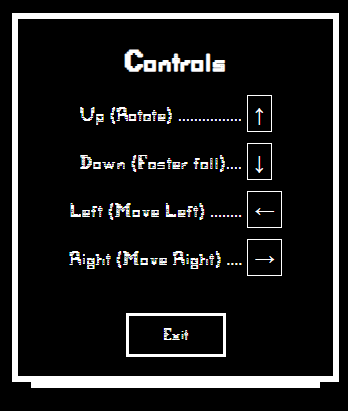 Controls
Up (Rotate) ................ ↑
Down (Faster fall).... ↓
Left (Move Left) ........ ←
Right (Move Right) .... →
Exit